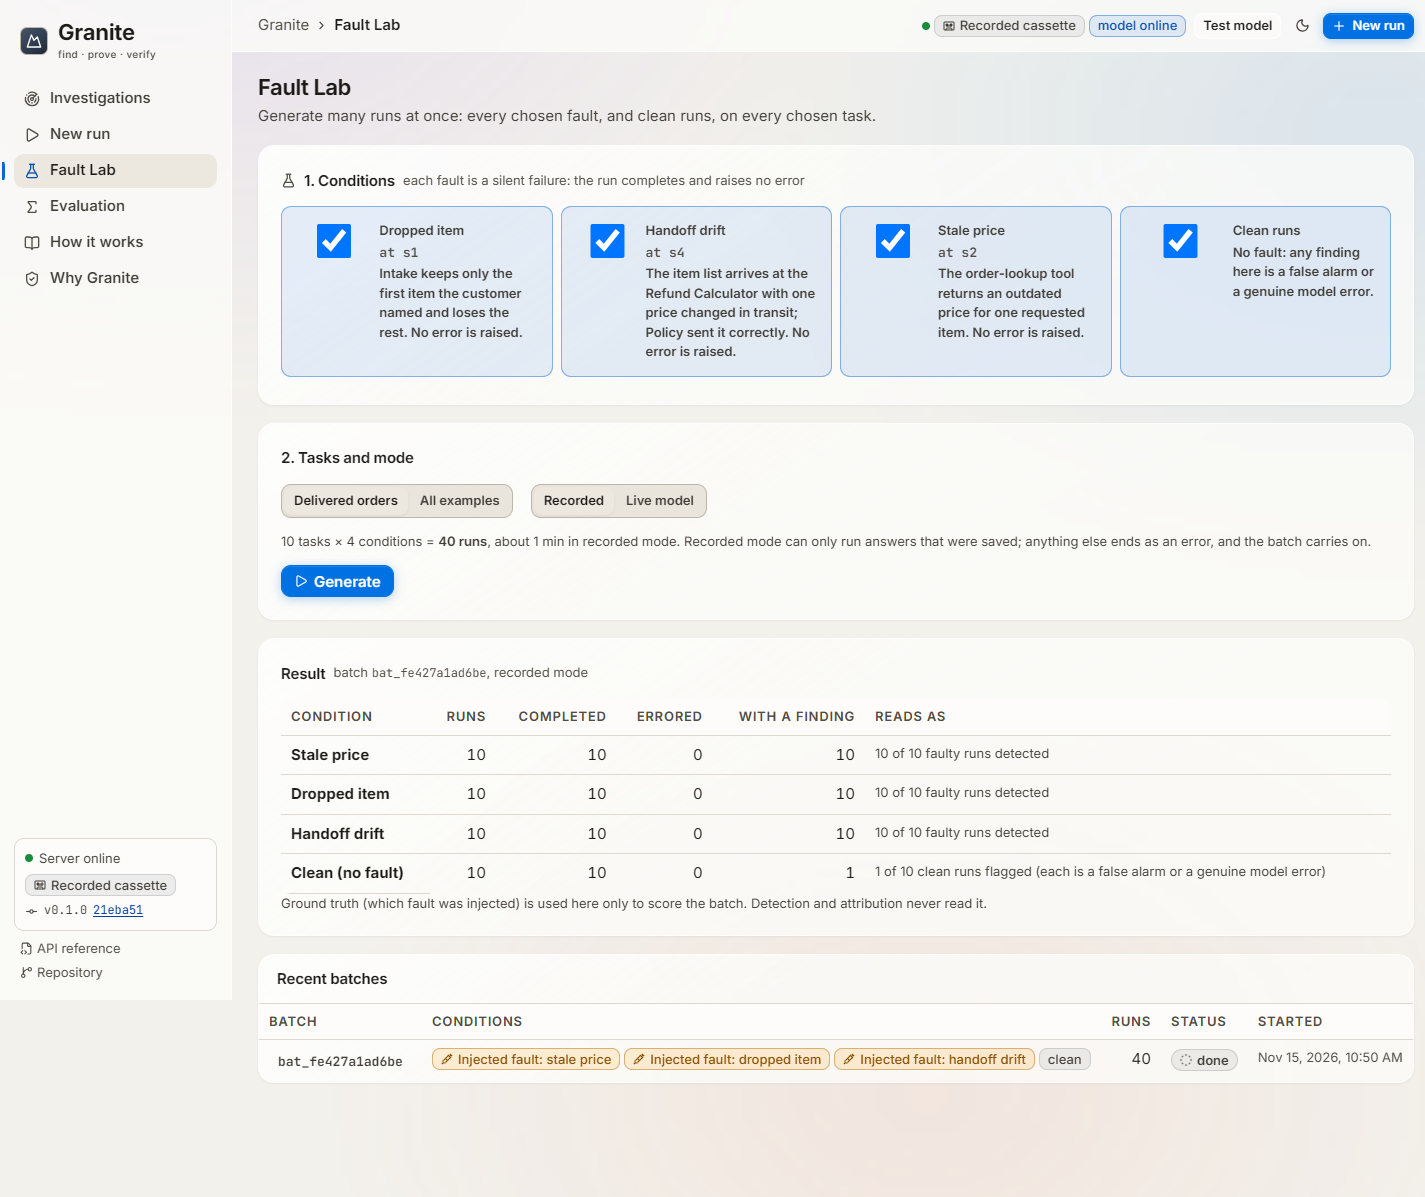 Granite
find · prove · verify
Investigations
New run
Fault Lab
Evaluation
How it works
Why Granite
Server online
Recorded cassette
v0.1.0 21eba51
API reference
Repository
Granite › Fault Lab
Recorded cassette model online Test model + New run
Fault Lab
Generate many runs at once: every chosen fault, and clean runs, on every chosen task.
1. Conditions each fault is a silent failure: the run completes and raises no error
Dropped item
at s1
Intake keeps only the
first item the customer
named and loses the
rest. No error is raised.
Handoff drift
at s4
The item list arrives at the
Refund Calculator with one
price changed in transit;
Policy sent it correctly. No
error is raised.
Stale price
at s2
The order-lookup tool
returns an outdated
price for one requested
item. No error is raised.
Clean runs
No fault: any finding
here is a false alarm or
a genuine model error.
2. Tasks and mode
Delivered orders All examples Recorded Live model
10 tasks × 4 conditions = 40 runs, about 1 min in recorded mode. Recorded mode can only run answers that were saved; anything else ends as an error, and the batch carries on.
Generate
Result batch bat_fe427a1ad6be, recorded mode
CONDITION RUNS COMPLETED ERRORED WITH A FINDING READS AS
Stale price 10 10 0 10 10 of 10 faulty runs detected
Dropped item 10 10 0 10 10 of 10 faulty runs detected
Handoff drift 10 10 0 10 10 of 10 faulty runs detected
Clean (no fault) 10 10 0 1 1 of 10 clean runs flagged (each is a false alarm or a genuine model error)
Ground truth (which fault was injected) is used here only to score the batch. Detection and attribution never read it.
Recent batches
BATCH CONDITIONS RUNS STATUS STARTED
bat_fe427a1ad6be Injected fault: stale price Injected fault: dropped item Injected fault: handoff drift clean 40 done Nov 15, 2026, 10:50 AM